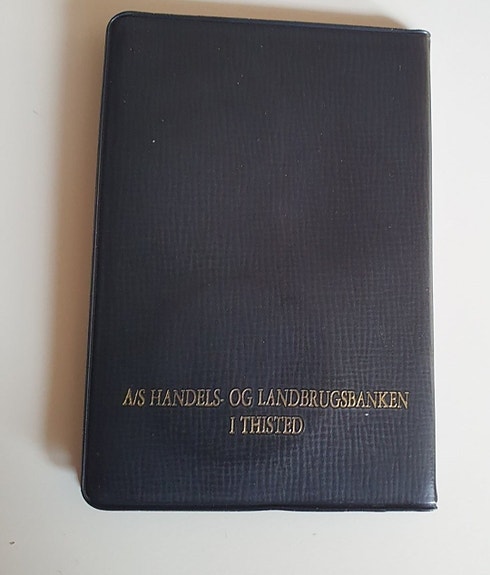 A/S HANDELS- OG LANDBRUGSBANKEN
I THISTED